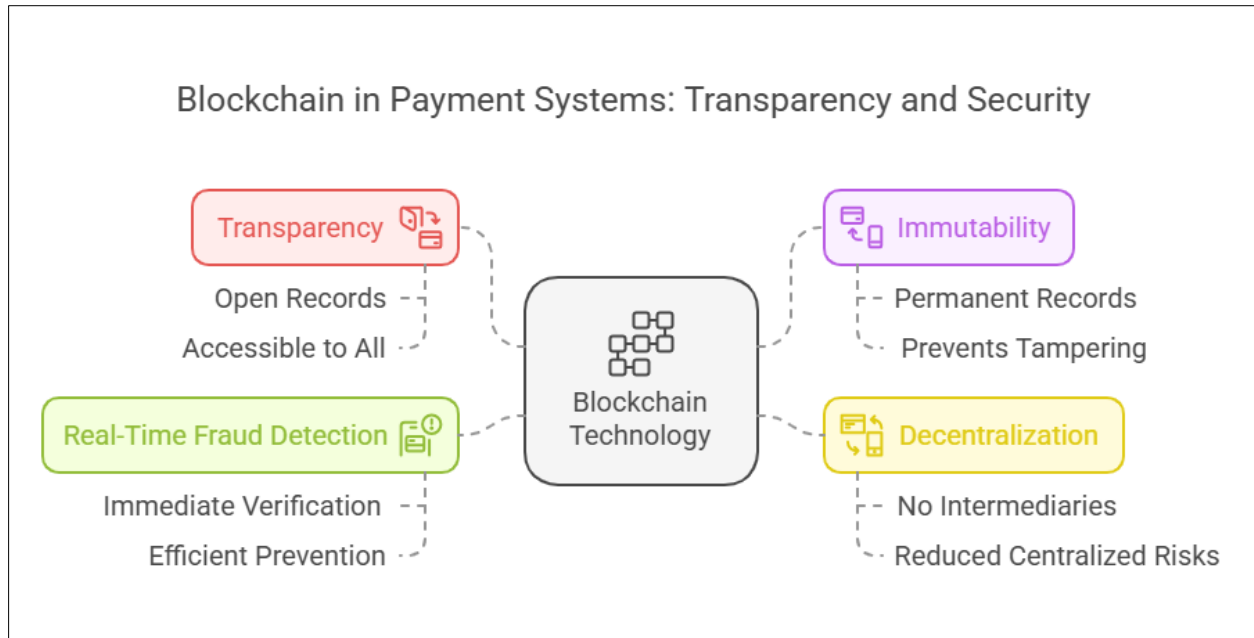 Blockchain in Payment Systems: Transparency and Security
Transparency
Open Records
Accessible to All
Real-Time Fraud Detection
Immediate Verification
Efficient Prevention
Blockchain
Technology
Immutability
Permanent Records
Prevents Tampering
Decentralization
No Intermediaries
Reduced Centralized Risks